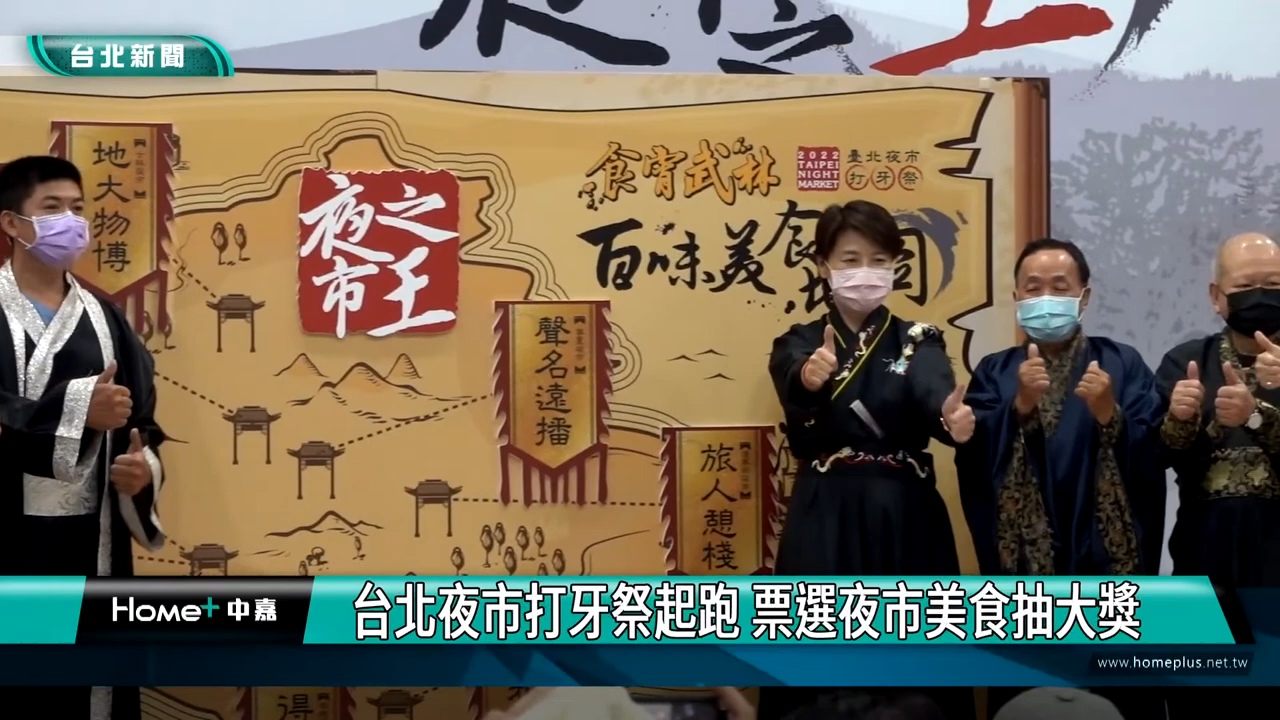 台北新聞
地大物博
夜市之王
食宵武林
2022
TAIPEI
NIGHT
MARKET
臺北夜市
打牙祭
百味美食
聲名遠播
旅人憩棧
得
Home+中嘉
台北夜市打牙祭起跑 票選夜市美食抽大獎
www.homeplus.net.tw